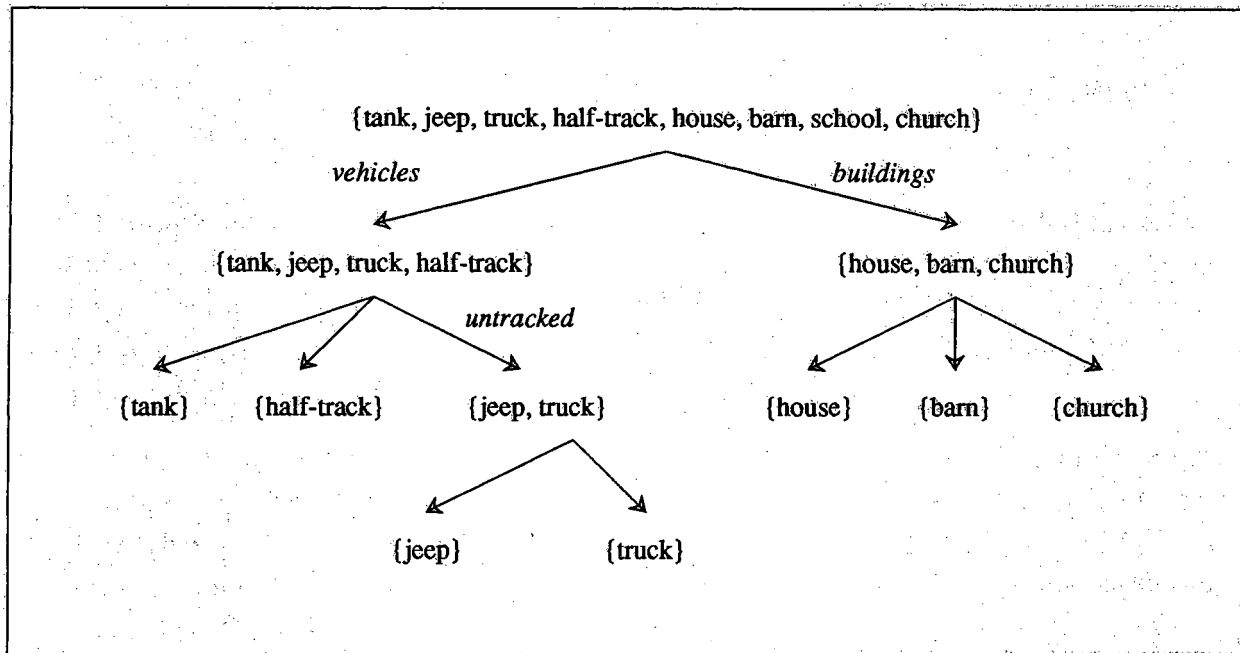 {tank, jeep, truck, half-track, house, barn, school, church}
vehicles buildings
{tank, jeep, truck, half-track} {house, barn, church}
untracked
{tank} {half-track} {jeep, truck} {house} {barn} {church}
{jeep} {truck}